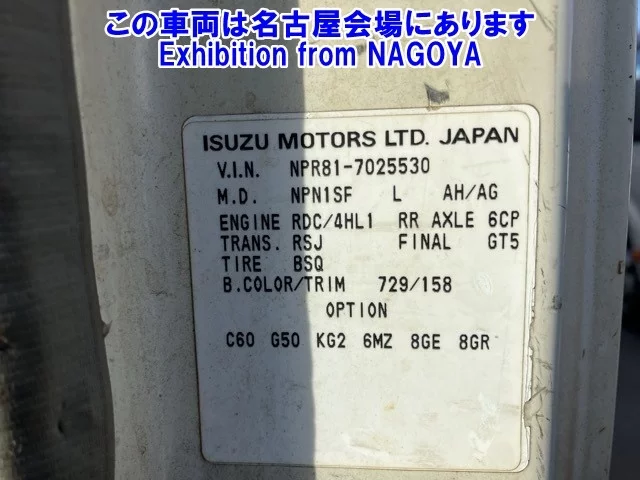 この車両は名古屋会場にあります
Exhibition from NAGOYA
ISUZU MOTORS LTD. JAPAN
V.I.N. NPR81-7025530
M.D. NPN1SF L AH/AG
ENGINE RDC/4HL1 RR AXLE 6CP
TRANS. RSJ FINAL GT5
TIRE BSQ
B.COLOR/TRIM 729/158
OPTION
C60 G50 KG2 6MZ 8GE 8GR